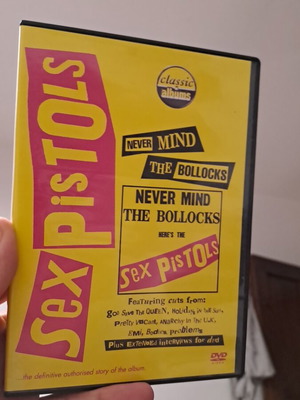 classic
albums
SEX PISTOLS
NEVER MIND
THE BOLLOCKS
NEVER MIND
THE BOLLOCKS
HERE'S THE
SEX PISTOLS
Featuring cuts from:
God Save The QUEEN, Holidays in the Sun,
Pretty Vacant, Anarchy in the U.K.,
EMI, Bodies, problems
Plus EXTENDED interviews for dvd
DVD
...the definitive authorised story of the album